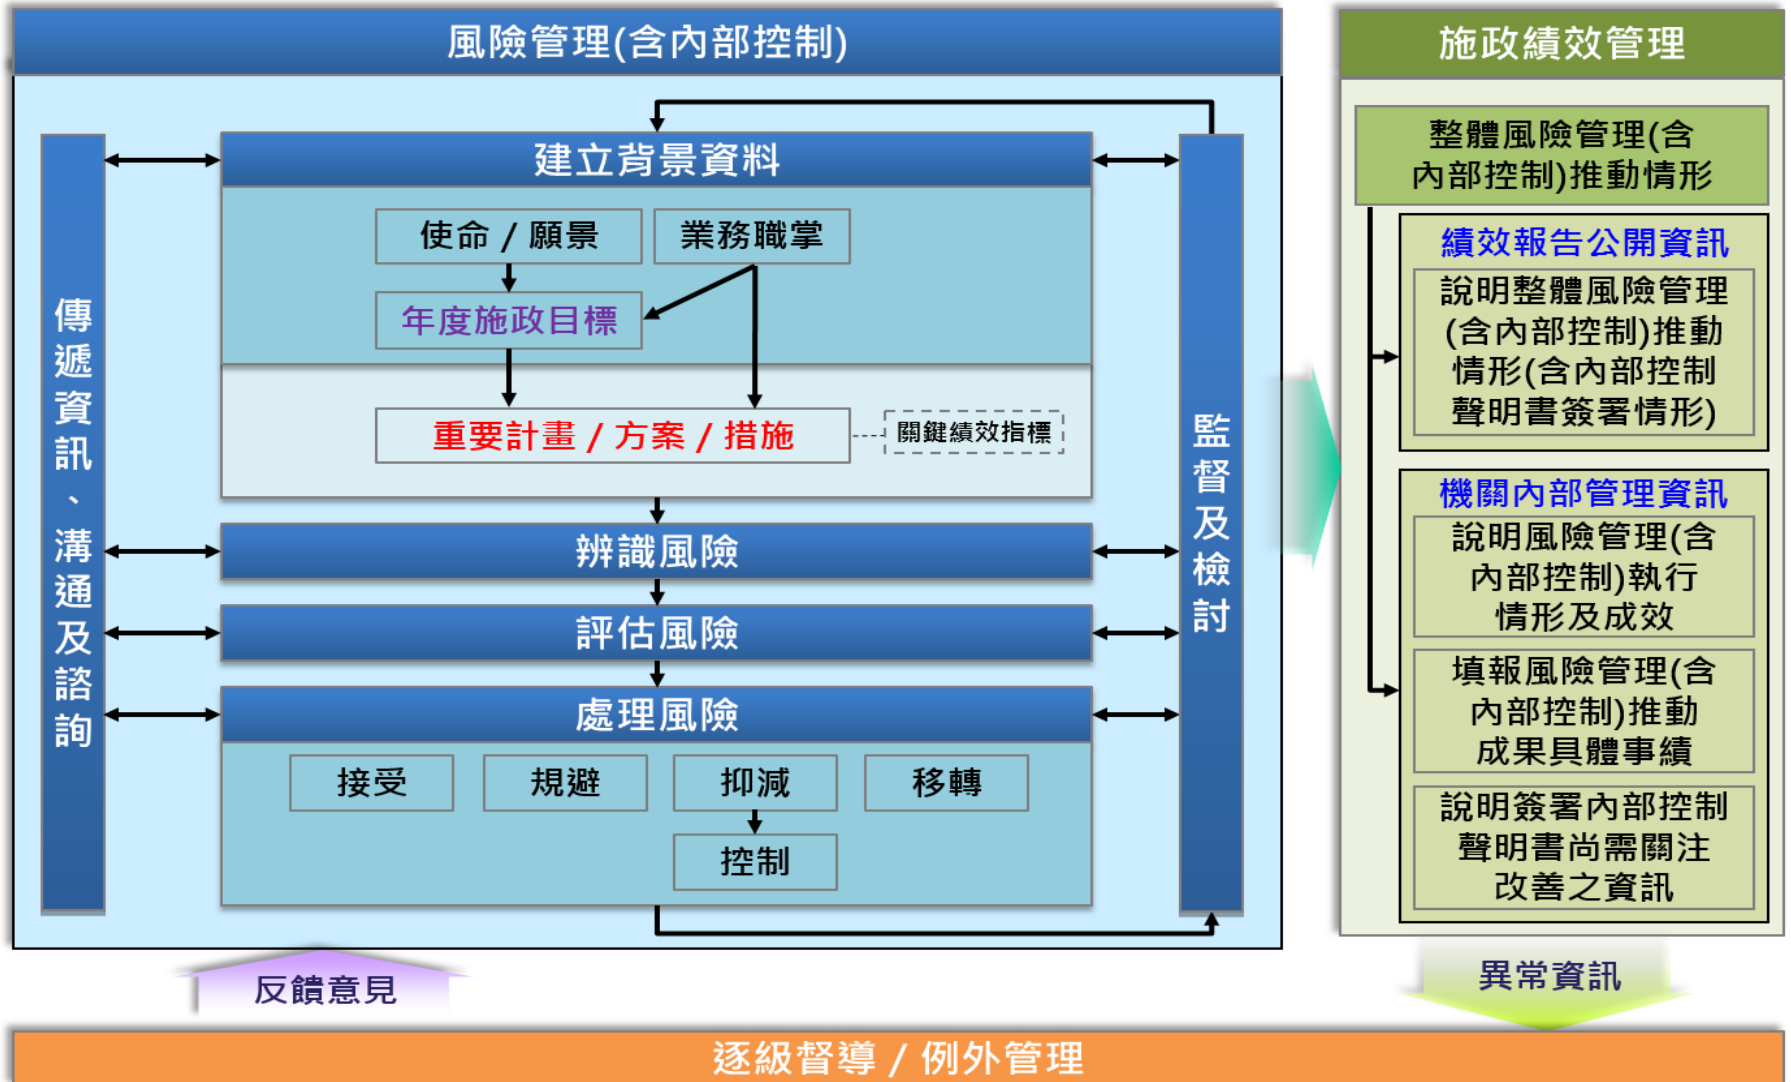 風險管理(含內部控制)
傳遞資訊、溝通及諮詢
建立背景資料
使命 / 願景
業務職掌
年度施政目標
重要計畫 / 方案 / 措施
關鍵績效指標
辨識風險
評估風險
處理風險
接受
規避
抑減
移轉
控制
監督及檢討
施政績效管理
整體風險管理(含
內部控制)推動情形
績效報告公開資訊
說明整體風險管理
(含內部控制)推動
情形(含內部控制
聲明書簽署情形)
機關內部管理資訊
說明風險管理(含
內部控制)執行
情形及成效
填報風險管理(含
內部控制)推動
成果具體事績
說明簽署內部控制
聲明書尚需關注
改善之資訊
反饋意見
異常資訊
逐級督導 / 例外管理